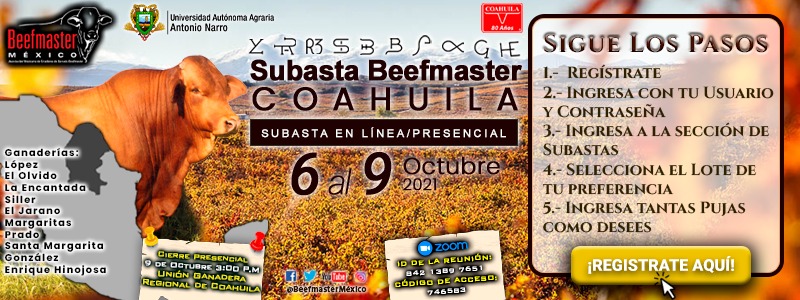 Beefmaster
MÉXICO
Universidad Autónoma Agraria
Antonio Narro
COAHUILA
80 Años
Subasta Beefmaster
COAHUILA
SUBASTA EN LÍNEA/PRESENCIAL
6 al 9 Octubre
2021
Ganaderías:
López
El Olvido
La Encantada
Siller
El Jarano
Margaritas
Prado
Santa Margarita
González
Enrique Hinojosa
Cierre presencial
9 de Octubre 3:00 P.M
Unión Ganadera
Regional de Coahuila
YouTube
@BeefmasterMéxico
zoom
ID de la reunión:
842 1389 7651
Código de acceso:
746583
Sigue Los Pasos
1.- Regístrate
2.- Ingresa con tu Usuario
y Contraseña
3.- Ingresa a la sección de
Subastas
4.- Selecciona el Lote de
tu preferencia
5.- Ingresa tantas Pujas
como desees
¡REGISTRATE AQUÍ!